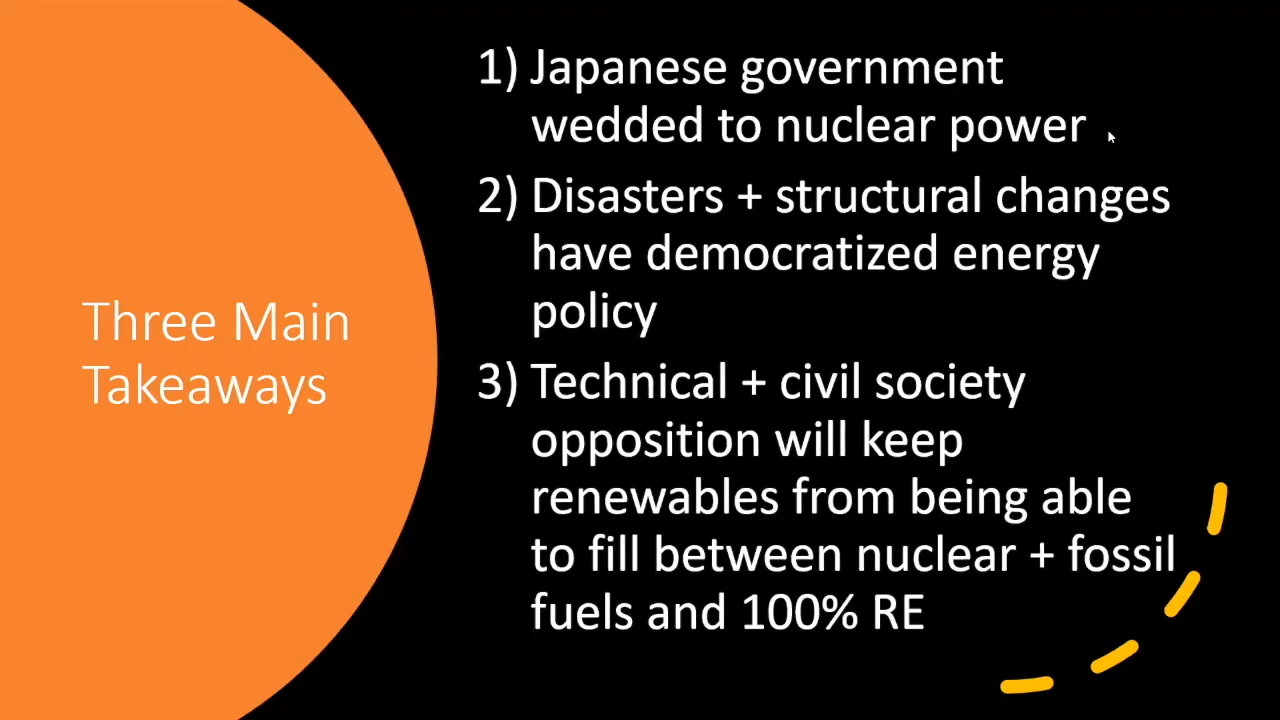 Three Main
Takeaways
1) Japanese government
wedded to nuclear power
2) Disasters + structural changes
have democratized energy
policy
3) Technical + civil society
opposition will keep
renewables from being able
to fill between nuclear + fossil
fuels and 100% RE